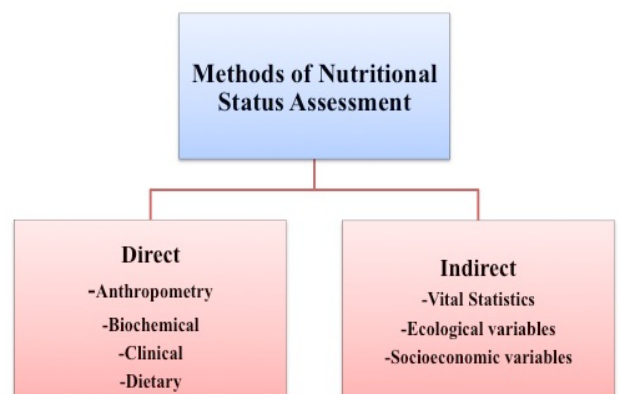 Methods of Nutritional
Status Assessment
Direct
-Anthropometry
-Biochemical
-Clinical
-Dietary
Indirect
-Vital Statistics
-Ecological variables
-Socioeconomic variables